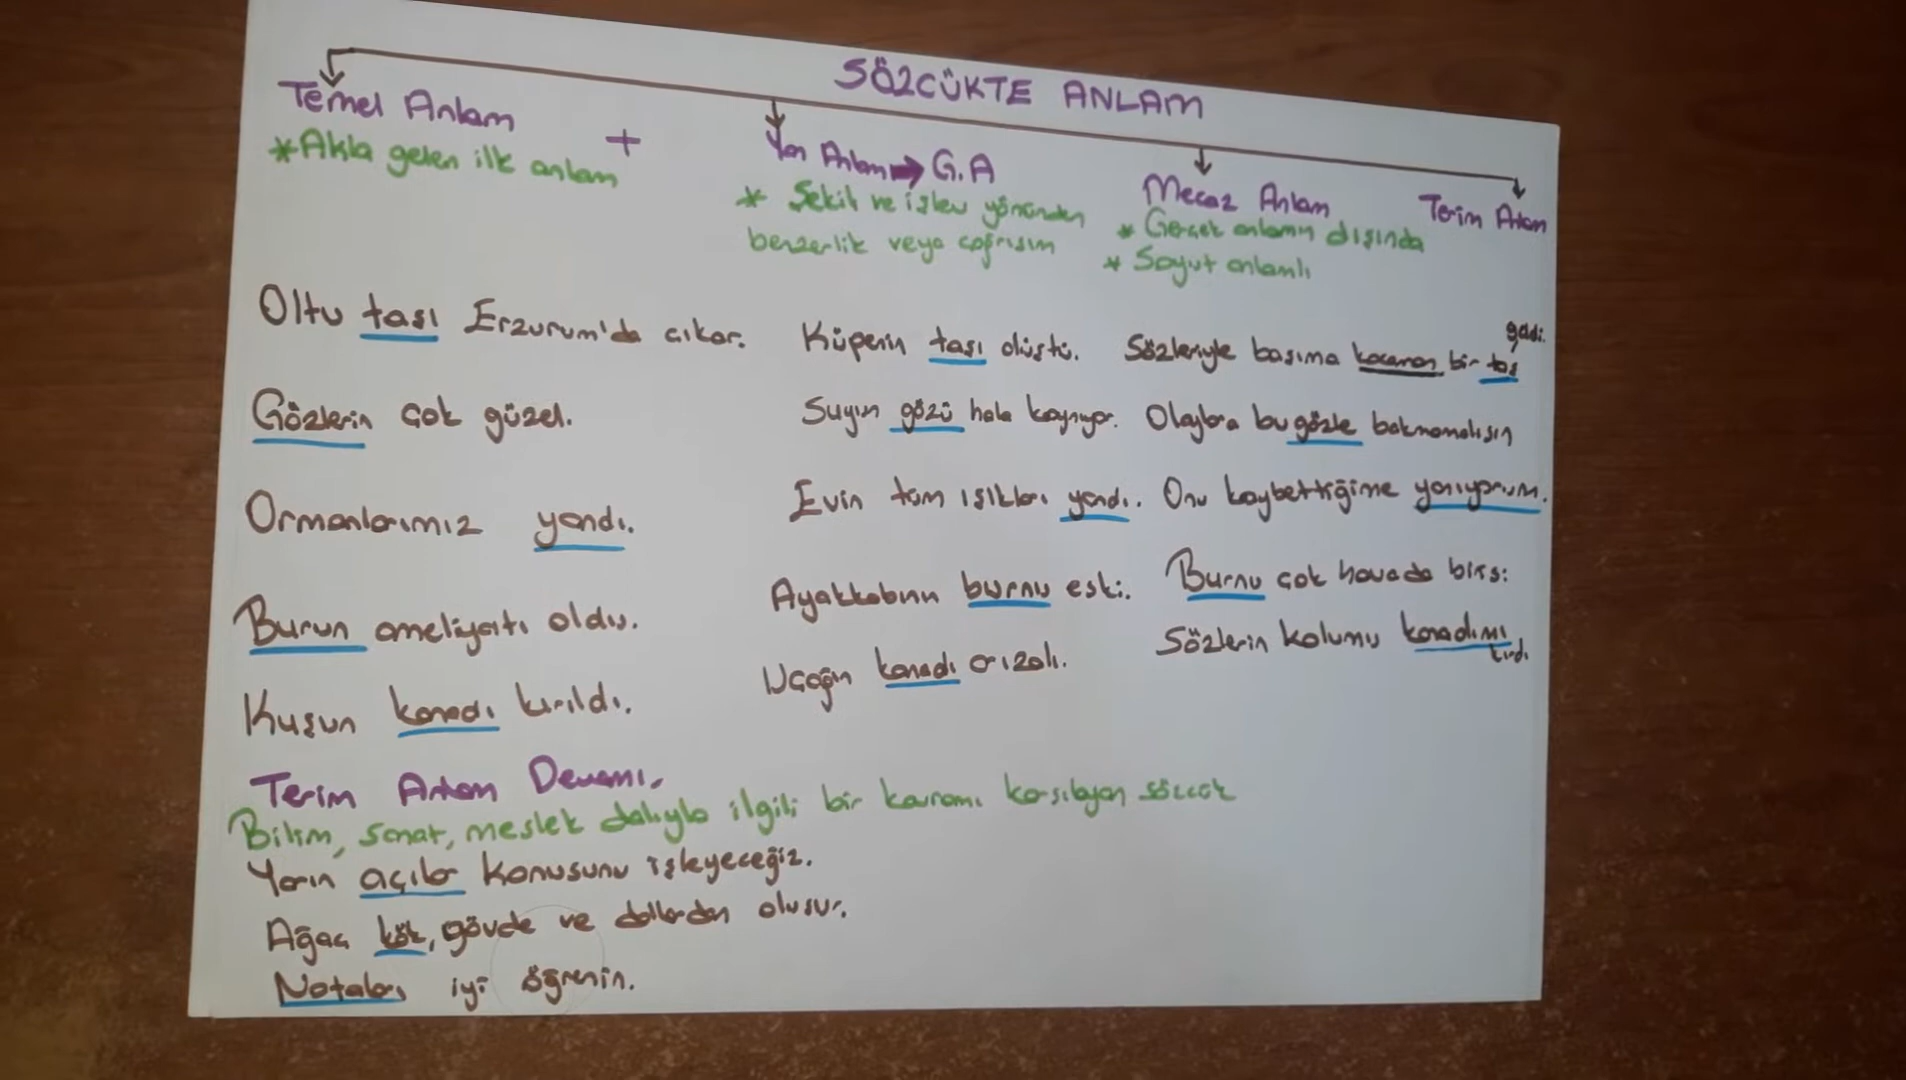 SÖZCÜKTE ANLAM
Temel Anlam + Yan Anlam → G.A
*Akla gelen ilk anlam
* Şekil ve işlev yönünden
benzerlik veya çağrışım
Mecaz Anlam
* Gerçek anlamın dışında
* Soyut anlamlı
Terim Anlam
Oltu taşı Erzurum'da çıkar.
Gözlerin çok güzel.
Ormanlarımız yandı.
Burun ameliyatı oldu.
Kuşun kanadı kırıldı.
Küpenin taşı düştü.
Suyun gözü hala kaynıyor.
Evin tüm ışıkları yandı.
Ayakkabının burnu eski.
Uçağın kanadı arızalı.
Sözleriyle başıma kocaman bir taş geldi.
Olaylara bu gözle bakmamalısın
Onu kaybettiğime yanıyorum.
Burnu çok havada birisi
Sözlerin kolumu kanadımı kırdı
Terim Anlam Devamı.
Bilim, sanat, meslek dalıyla ilgili bir kavramı karşılayan sözcük
Yarın açılar konusunu işleyeceğiz.
Ağaç kök, gövde ve dallardan oluşur.
Notaları iyi öğrenin.